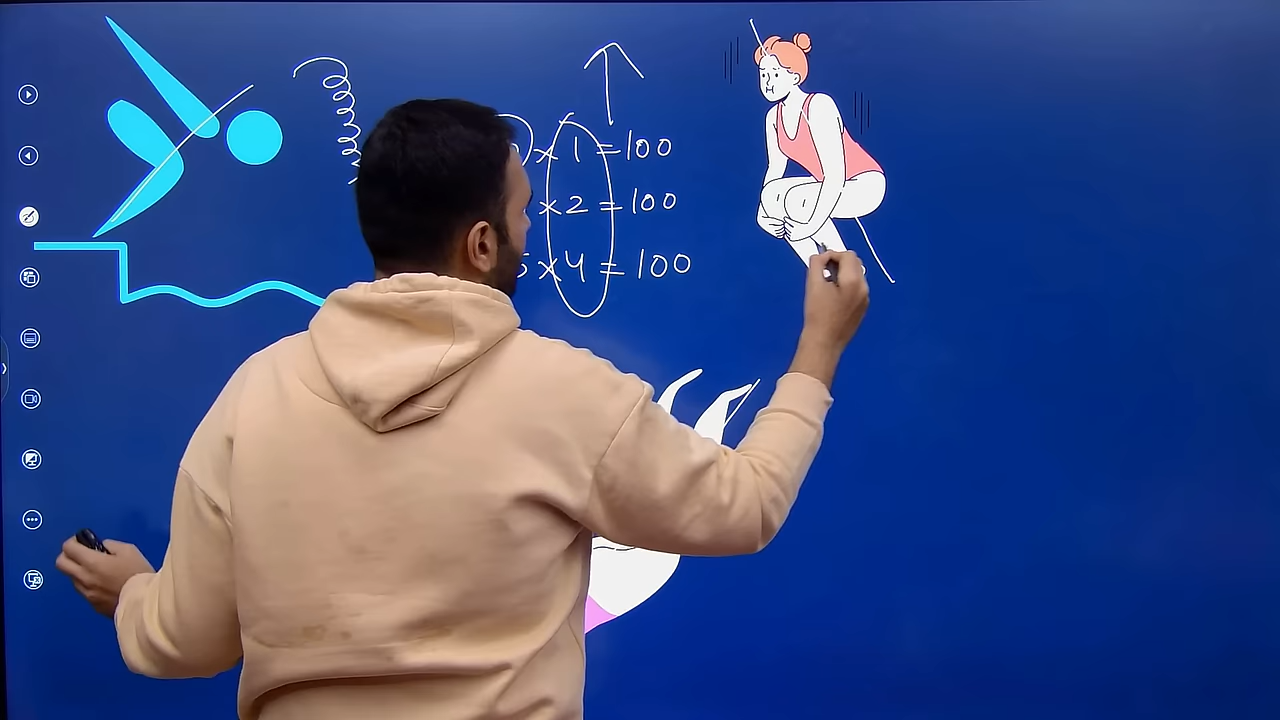 x 1 = 100
x 2 = 100
x 4 = 100